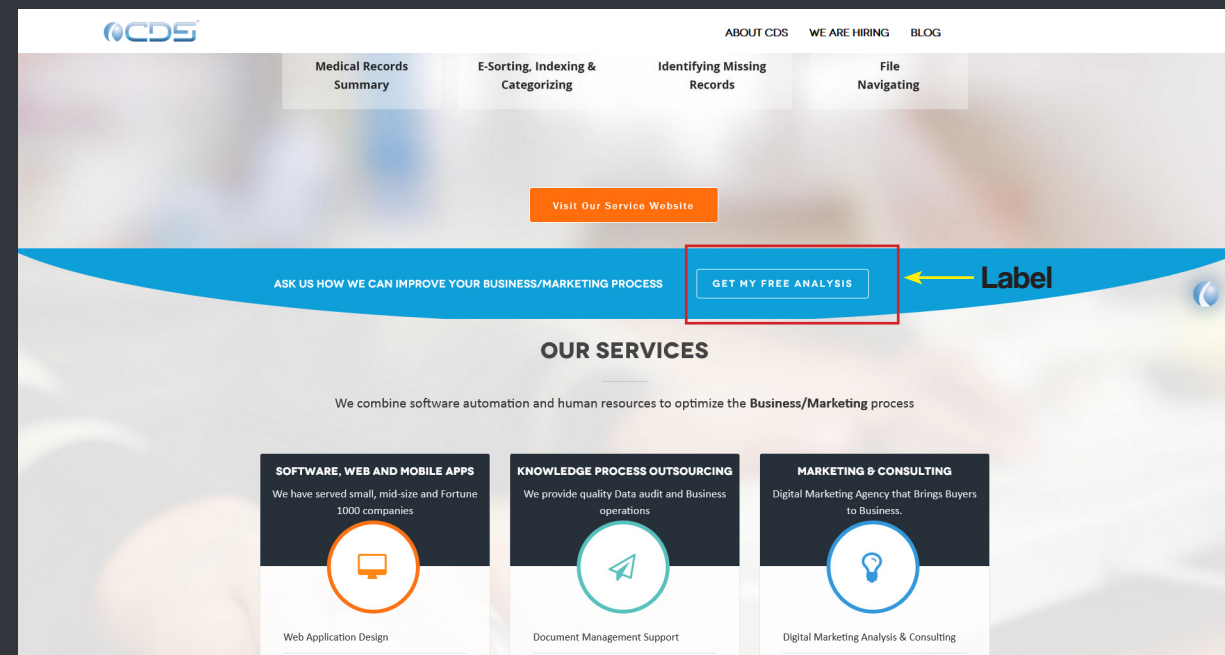 CDS
ABOUT CDS WE ARE HIRING BLOG
Medical Records
Summary
E-Sorting, Indexing &
Categorizing
Identifying Missing
Records
File
Navigating
Visit Our Service Website
ASK US HOW WE CAN IMPROVE YOUR BUSINESS/MARKETING PROCESS
GET MY FREE ANALYSIS
Label
OUR SERVICES
We combine software automation and human resources to optimize the Business/Marketing process
SOFTWARE, WEB AND MOBILE APPS
We have served small, mid-size and Fortune
1000 companies
Web Application Design
KNOWLEDGE PROCESS OUTSOURCING
We provide quality Data audit and Business
operations
Document Management Support
MARKETING & CONSULTING
Digital Marketing Agency that Brings Buyers
to Business.
Digital Marketing Analysis & Consulting